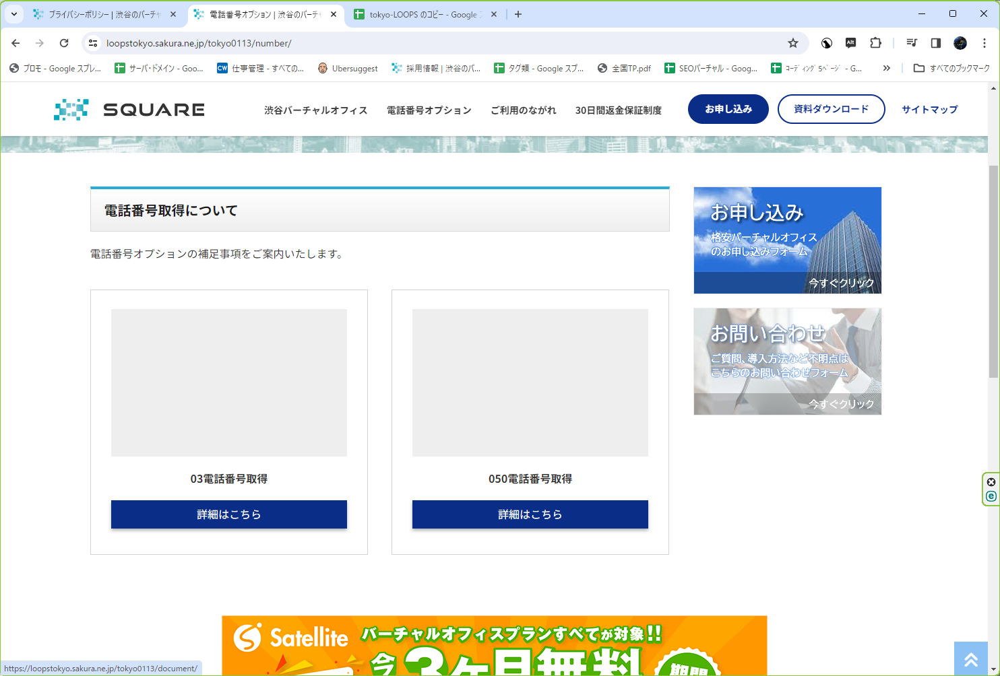 プライバシーポリシー | 渋谷のバーチャ
電話番号オプション | 渋谷のバーチ
tokyo-LOOPS のコピー - Google
loopstokyo.sakura.ne.jp/tokyo0113/number/
プロモ - Google スプレ...
サーバ・ドメイン - Goo...
CW 仕事管理 - すべての...
Ubersuggest
採用情報 | 渋谷のバ...
タグ類 - Google スプ...
全国TP.pdf
SEOバーチャル - Goog...
コーディング 5ページ - G...
すべてのブックマーク
SQUARE
渋谷バーチャルオフィス
電話番号オプション
ご利用のながれ
30日間返金保証制度
お申し込み
資料ダウンロード
サイトマップ
電話番号取得について
電話番号オプションの補足事項をご案内いたします。
03電話番号取得
詳細はこちら
050電話番号取得
詳細はこちら
お申し込み
格安バーチャルオフィス
のお申し込みフォーム
今すぐクリック
お問い合わせ
ご質問、導入方法など不明点は
こちらのお問い合わせフォーム
今すぐクリック
Satellite
バーチャルオフィスプランすべてが対象!!
今3ヶ月無料
期間
https://loopstokyo.sakura.ne.jp/tokyo0113/document/